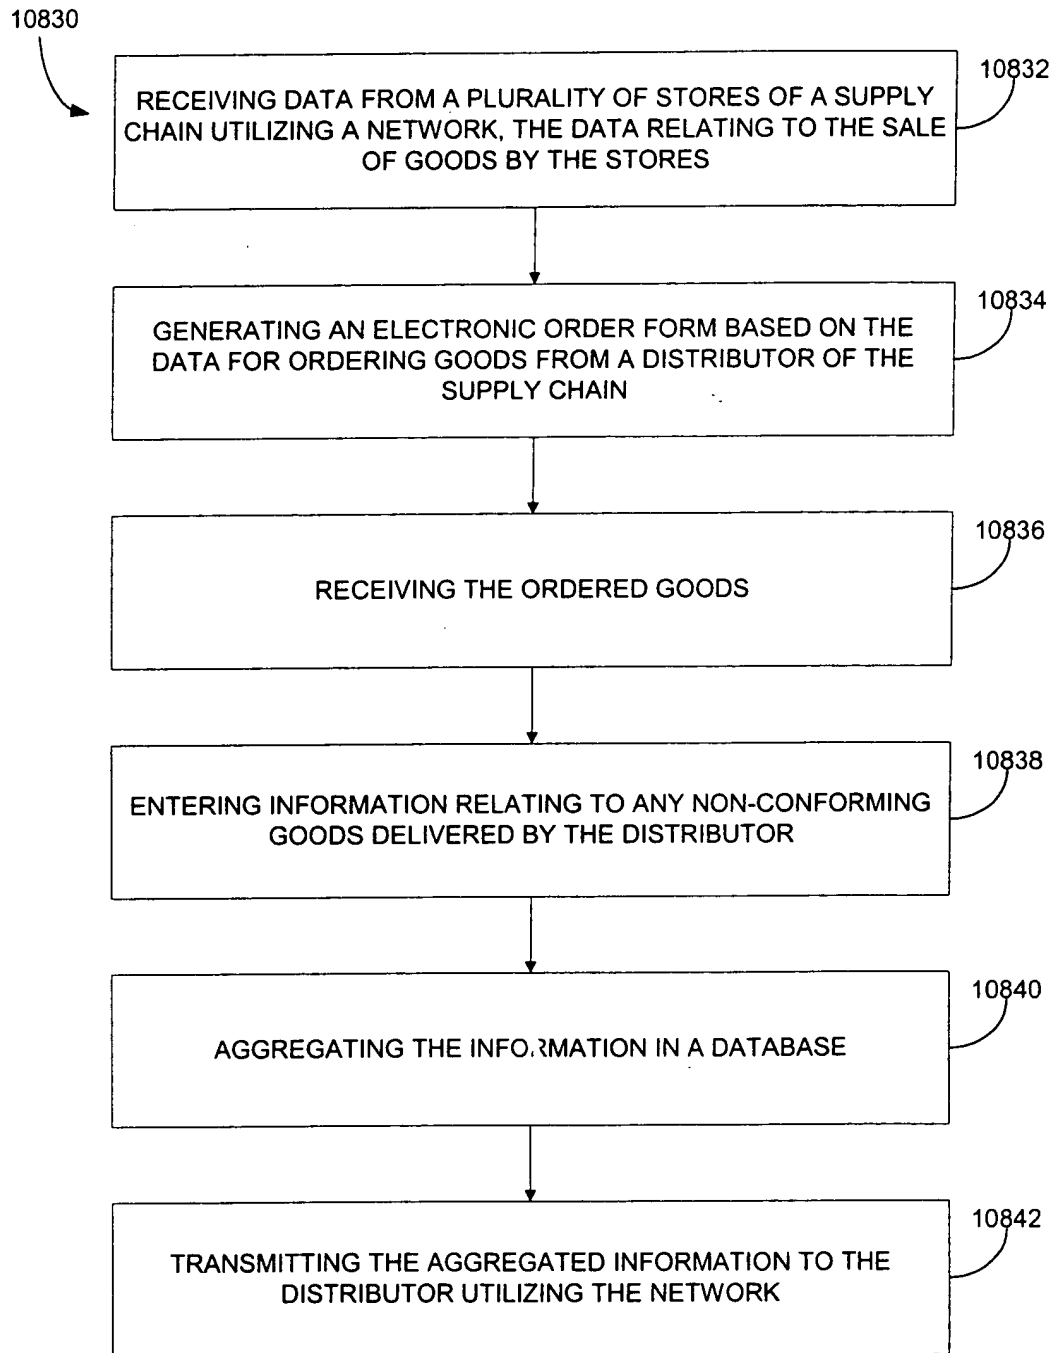 10830
10832
RECEIVING DATA FROM A PLURALITY OF STORES OF A SUPPLY
CHAIN UTILIZING A NETWORK, THE DATA RELATING TO THE SALE
OF GOODS BY THE STORES
10834
GENERATING AN ELECTRONIC ORDER FORM BASED ON THE
DATA FOR ORDERING GOODS FROM A DISTRIBUTOR OF THE
SUPPLY CHAIN
10836
RECEIVING THE ORDERED GOODS
10838
ENTERING INFORMATION RELATING TO ANY NON-CONFORMING
GOODS DELIVERED BY THE DISTRIBUTOR
10840
AGGREGATING THE INFORMATION IN A DATABASE
10842
TRANSMITTING THE AGGREGATED INFORMATION TO THE
DISTRIBUTOR UTILIZING THE NETWORK